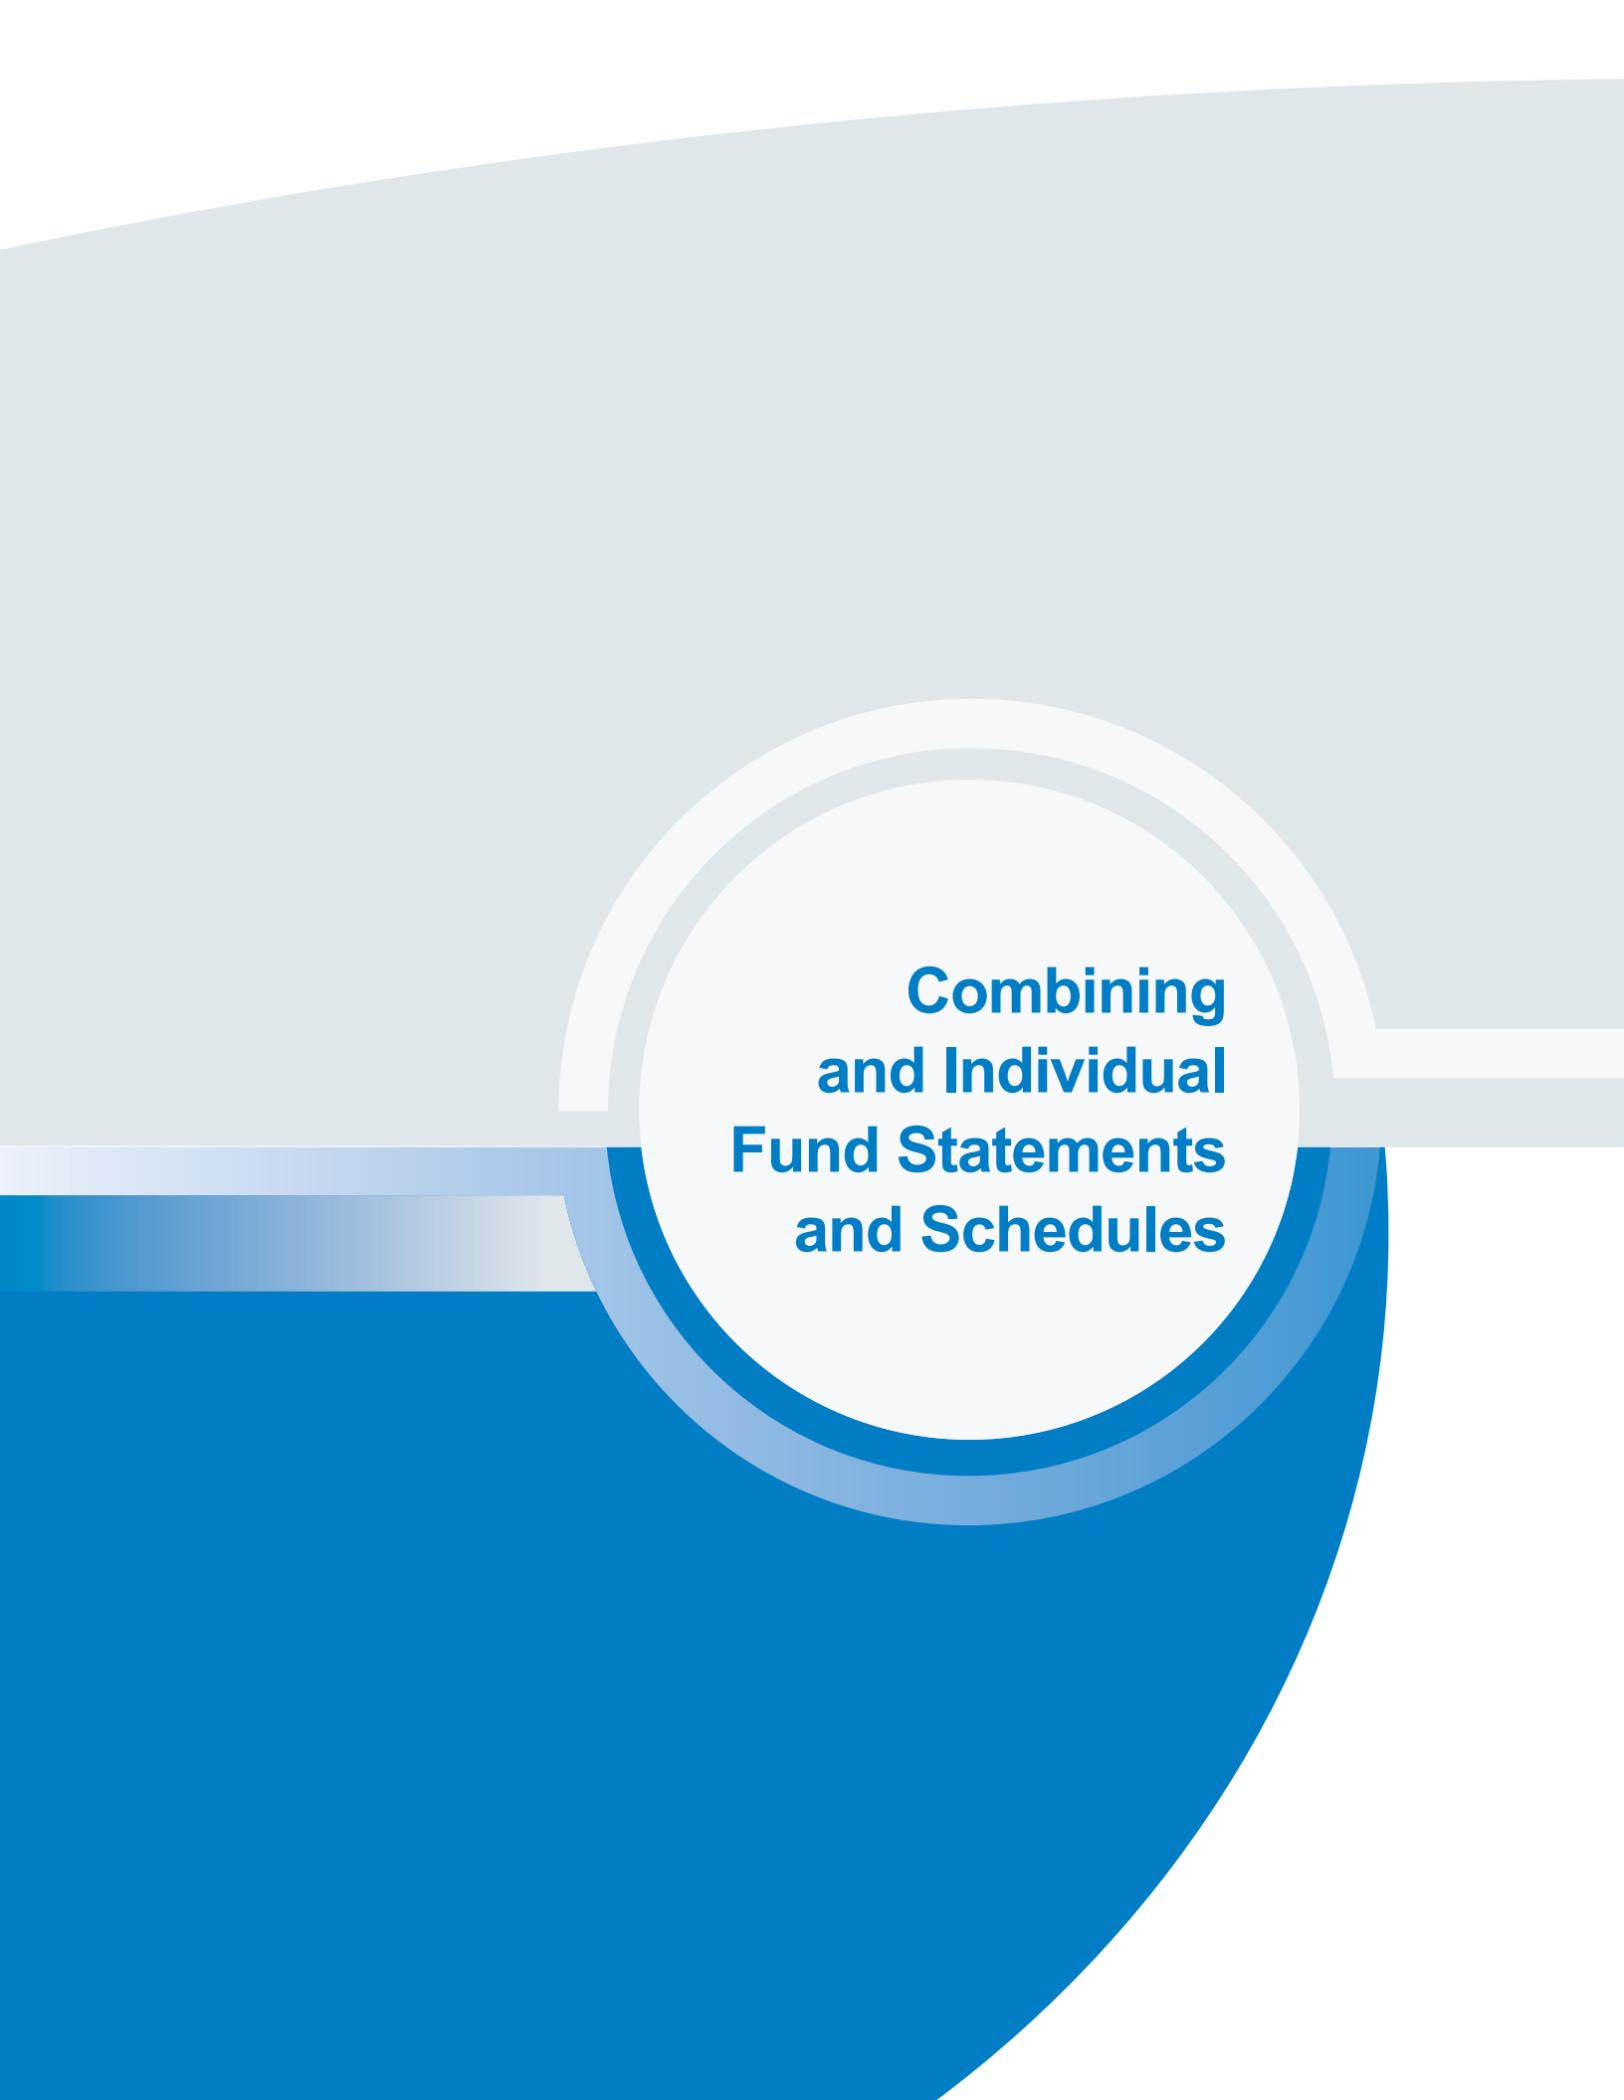 Combining
and Individual
Fund Statements
and Schedules